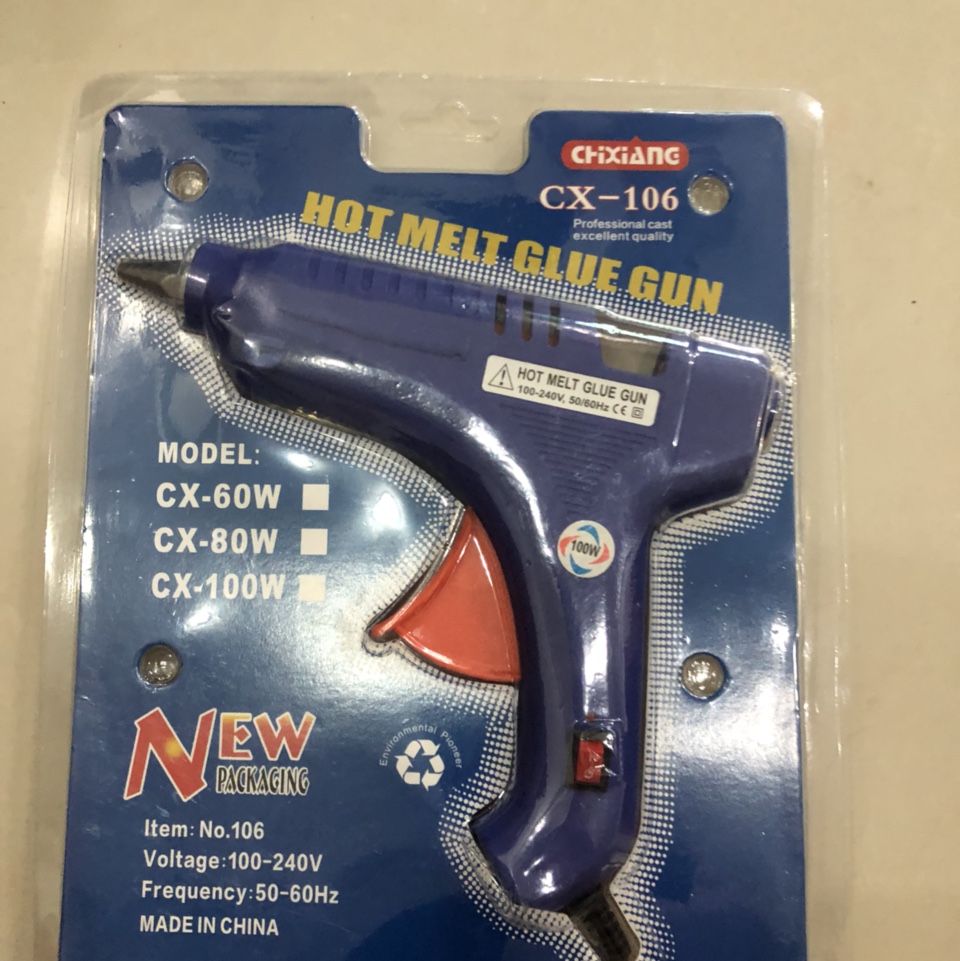 CHiXiANG
CX-106
Professional cast
excellent quality
HOT MELT GLUE GUN
HOT MELT GLUE GUN
100-240V, 50/60Hz CE
100W
MODEL:
CX-60W
CX-80W
CX-100W
NEW
PACKAGING
Environmental Pioneer
Item: No.106
Voltage:100-240V
Frequency:50-60Hz
MADE IN CHINA